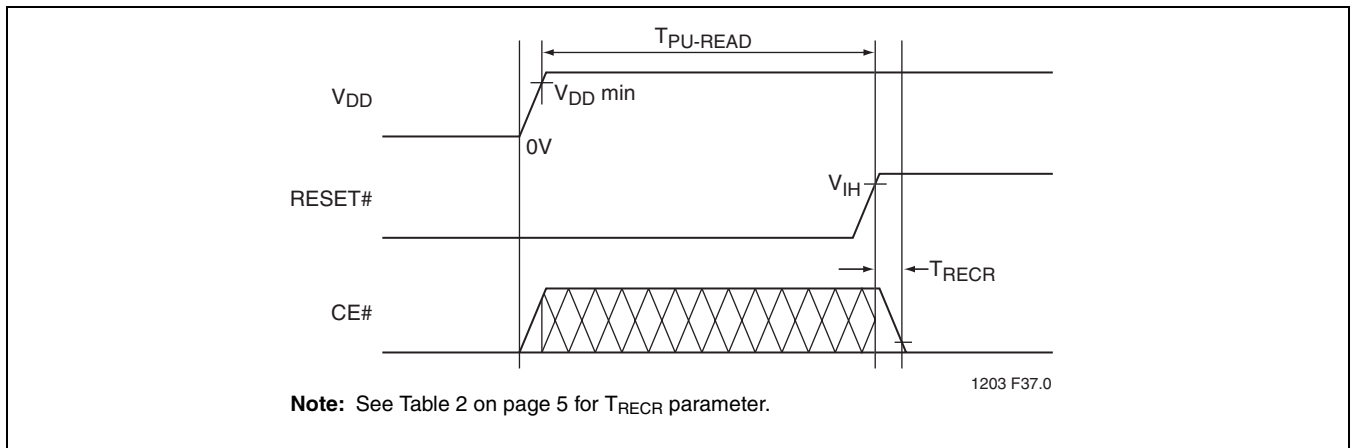 TPU-READ
VDD
VDD min
0V
VIH
RESET#
TRECR
CE#
1203 F37.0
Note: See Table 2 on page 5 for TRECR parameter.